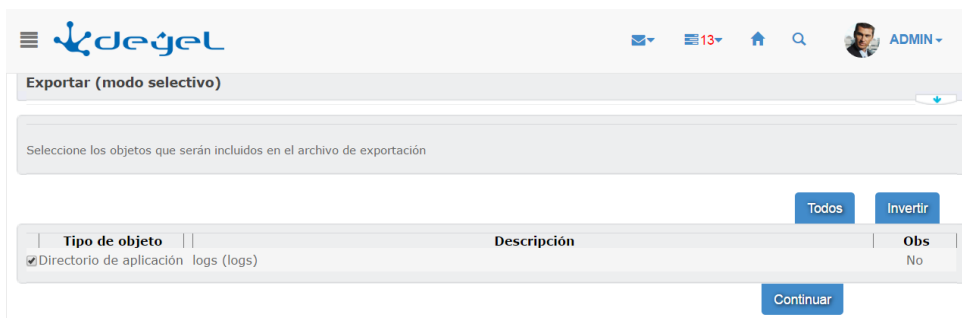 deyel
13
ADMIN
Exportar (modo selectivo)
Seleccione los objetos que serán incluidos en el archivo de exportación
Todos Invertir
Tipo de objeto Descripción Obs
Directorio de aplicación logs (logs) No
Continuar